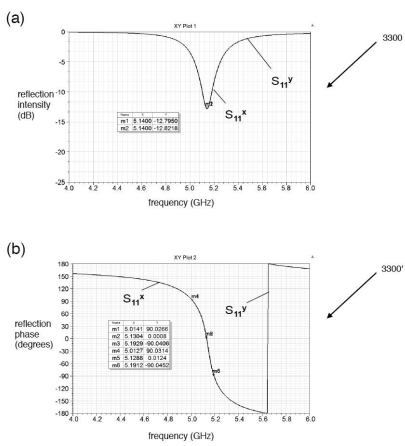 (a)
XY Plot 1
3300
0
-5
-10
-15
-20
-25
reflection
intensity
(dB)
S11y
S11x
m2
Name X Y
m1 5.1400 -12.7950
m2 5.1400 -12.8218
4.0 4.2 4.4 4.6 4.8 5.0 5.2 5.4 5.6 5.8 6.0
frequency (GHz)
(b)
XY Plot 2
3300'
180
150
120
90
60
30
0
-30
-60
-90
-120
-150
-180
reflection
phase
(degrees)
S11x
m4
S11y
m5
m6
Name X Y
m1 5.0141 90.0266
m2 5.1304 0.0008
m3 5.1929 -90.0406
m4 5.0127 90.0314
m5 5.1288 0.0124
m6 5.1912 -90.0452
4.0 4.2 4.4 4.6 4.8 5.0 5.2 5.4 5.6 5.8 6.0
frequency (GHz)